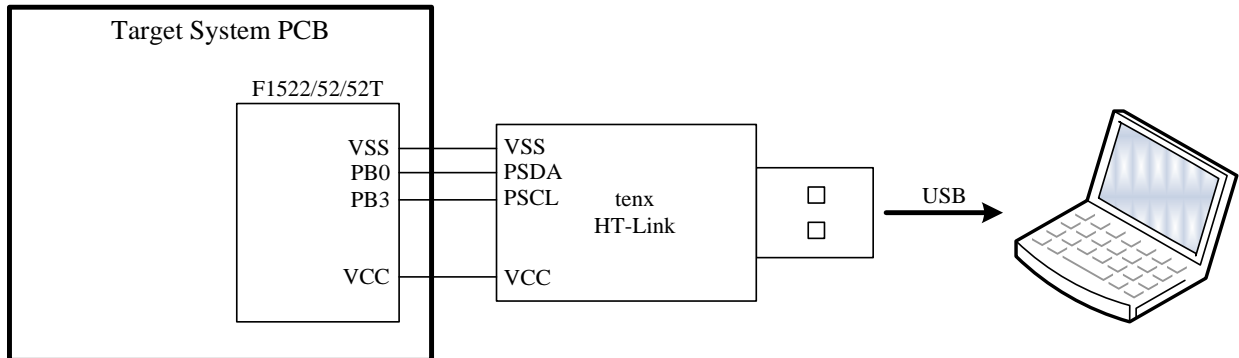 Target System PCB
F1522/52/52T
VSS
PB0
PB3
VCC
VSS
PSDA
PSCL
VCC
tenx
HT-Link
USB